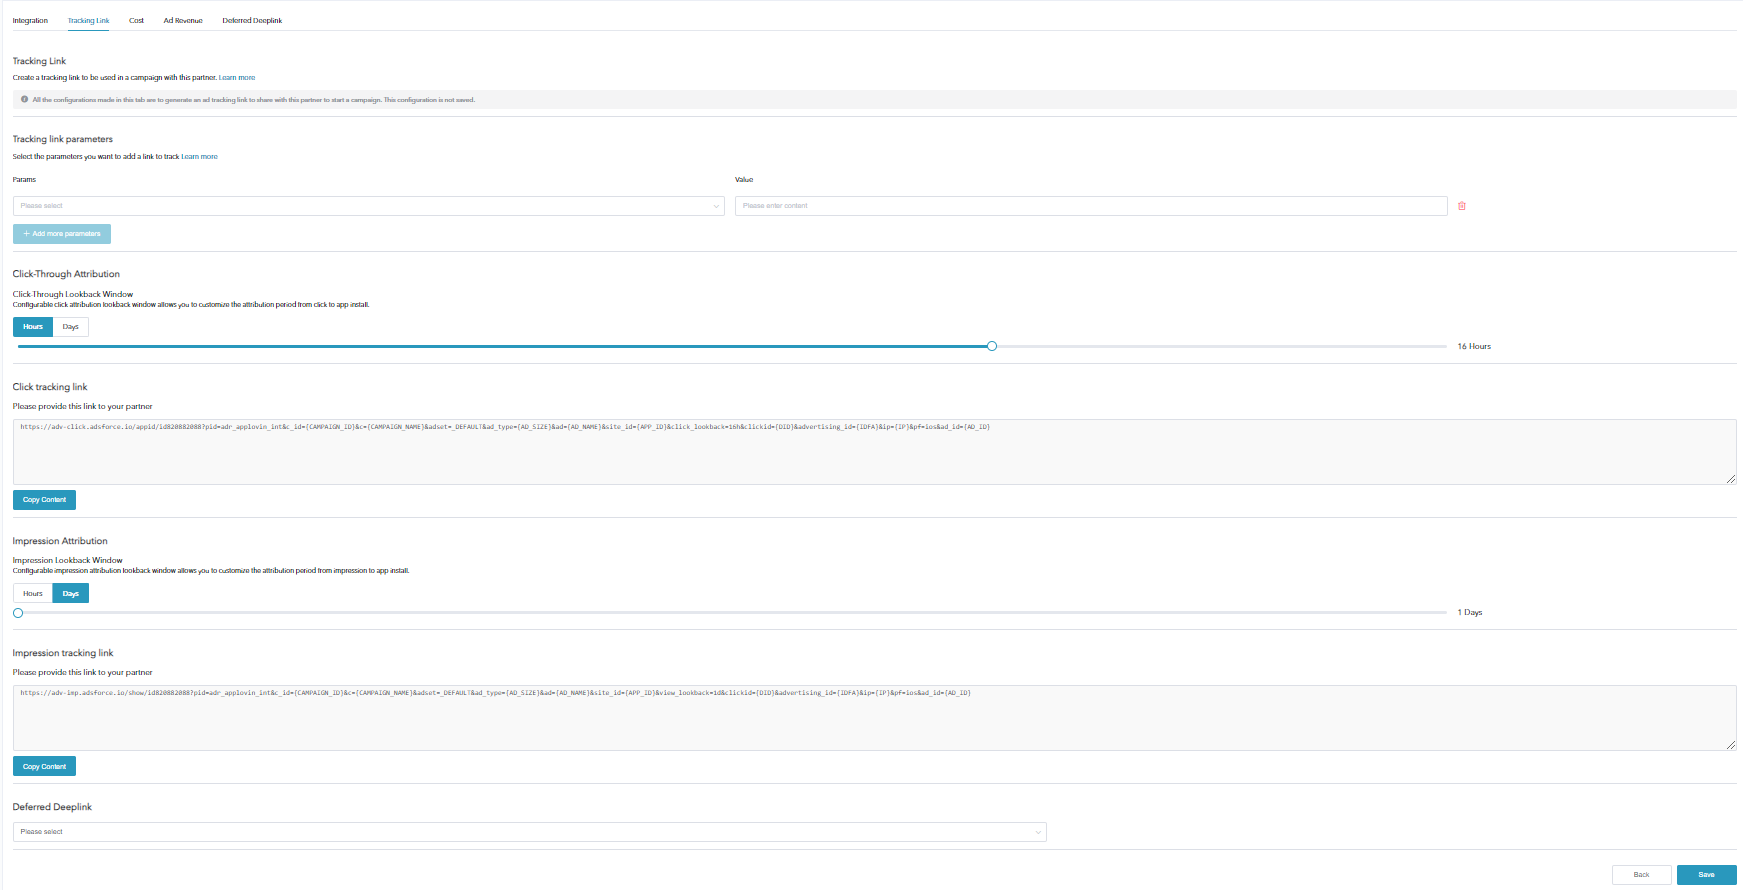 Integration Tracking Link Cost Ad Revenue Deferred Deeplink
Tracking Link
Create a tracking link to be used in a campaign with this partner. Learn more
All the configurations made in this tab are to generate an ad tracking link to share with this partner to start a campaign. This configuration is not saved.
Tracking link parameters
Select the parameters you want to add a link to track Learn more
Params Value
Please select Please enter content
+ Add more parameters
Click-Through Attribution
Click-Through Lookback Window
Configurable click attribution lookback window allows you to customize the attribution period from click to app install.
Hours Days
16 Hours
Click tracking link
Please provide this link to your partner
https://adv-click.adsforce.io/appid/id820882088?pid=adr_applovin_int&c_id={CAMPAIGN_ID}&c={CAMPAIGN_NAME}&adset=_DEFAULT&ad_type={AD_SIZE}&ad={AD_NAME}&site_id={APP_ID}&click_lookback=16h&clickid={DID}&advertising_id={IDFA}&ip={IP}&pf=ios&ad_id={AD_ID}
Copy Content
Impression Attribution
Impression Lookback Window
Configurable impression attribution lookback window allows you to customize the attribution period from impression to app install.
Hours Days
1 Days
Impression tracking link
Please provide this link to your partner
https://adv-imp.adsforce.io/show/id820882088?pid=adr_applovin_int&c_id={CAMPAIGN_ID}&c={CAMPAIGN_NAME}&adset=_DEFAULT&ad_type={AD_SIZE}&ad={AD_NAME}&site_id={APP_ID}&view_lookback=1d&clickid={DID}&advertising_id={IDFA}&ip={IP}&pf=ios&ad_id={AD_ID}
Copy Content
Deferred Deeplink
Please select
Back Save